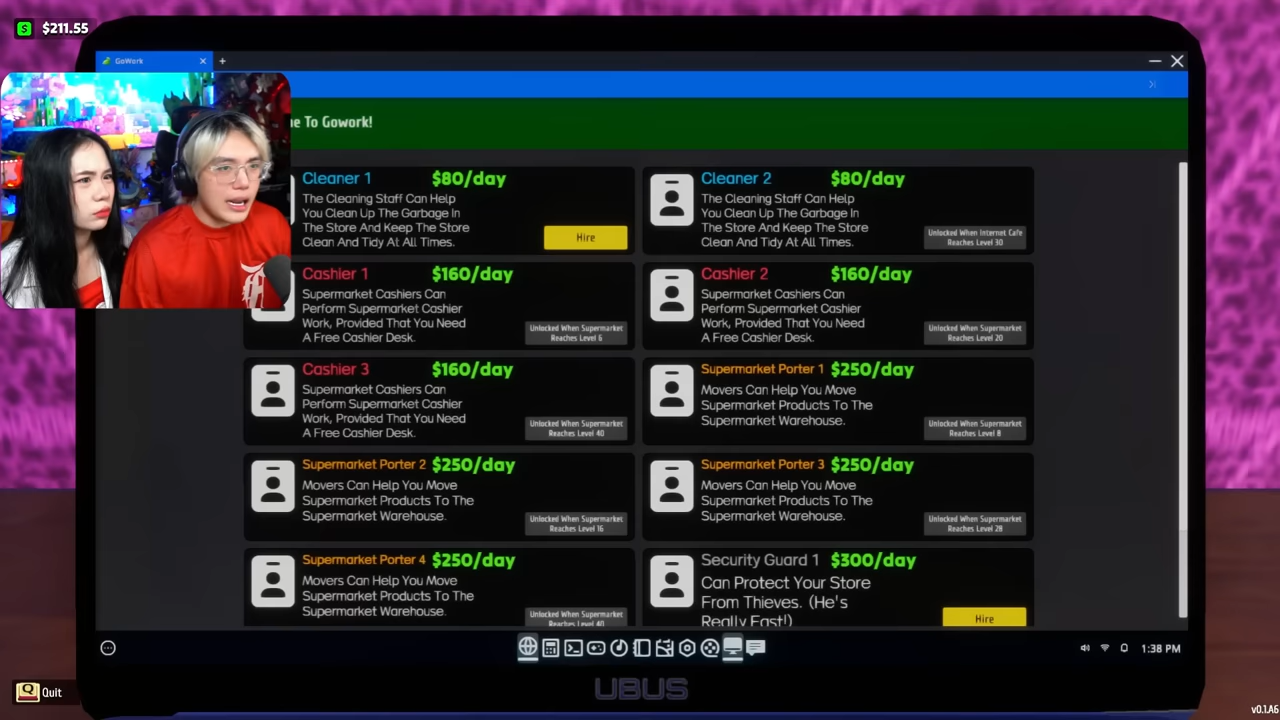 $211.55
GoWork
e To Gowork!
Cleaner 1 $80/day
The Cleaning Staff Can Help
You Clean Up The Garbage In
The Store And Keep The Store
Clean And Tidy At All Times.
Hire
Cleaner 2 $80/day
The Cleaning Staff Can Help
You Clean Up The Garbage In
The Store And Keep The Store
Clean And Tidy At All Times.
Unlocked When Internet Cafe
Reaches Level 30
Cashier 1 $160/day
Supermarket Cashiers Can
Perform Supermarket Cashier
Work, Provided That You Need
A Free Cashier Desk.
Unlocked When Supermarket
Reaches Level 6
Cashier 2 $160/day
Supermarket Cashiers Can
Perform Supermarket Cashier
Work, Provided That You Need
A Free Cashier Desk.
Unlocked When Supermarket
Reaches Level 20
Cashier 3 $160/day
Supermarket Cashiers Can
Perform Supermarket Cashier
Work, Provided That You Need
A Free Cashier Desk.
Unlocked When Supermarket
Reaches Level 40
Supermarket Porter 1 $250/day
Movers Can Help You Move
Supermarket Products To The
Supermarket Warehouse.
Unlocked When Supermarket
Reaches Level 8
Supermarket Porter 2 $250/day
Movers Can Help You Move
Supermarket Products To The
Supermarket Warehouse.
Unlocked When Supermarket
Reaches Level 16
Supermarket Porter 3 $250/day
Movers Can Help You Move
Supermarket Products To The
Supermarket Warehouse.
Unlocked When Supermarket
Reaches Level 28
Supermarket Porter 4 $250/day
Movers Can Help You Move
Supermarket Products To The
Supermarket Warehouse.
Unlocked When Supermarket
Reaches Level 40
Security Guard 1 $300/day
Can Protect Your Store
From Thieves. (He's
Really Fast!)
Hire
1:38 PM
UBUS
Q Quit
v0.1.A6